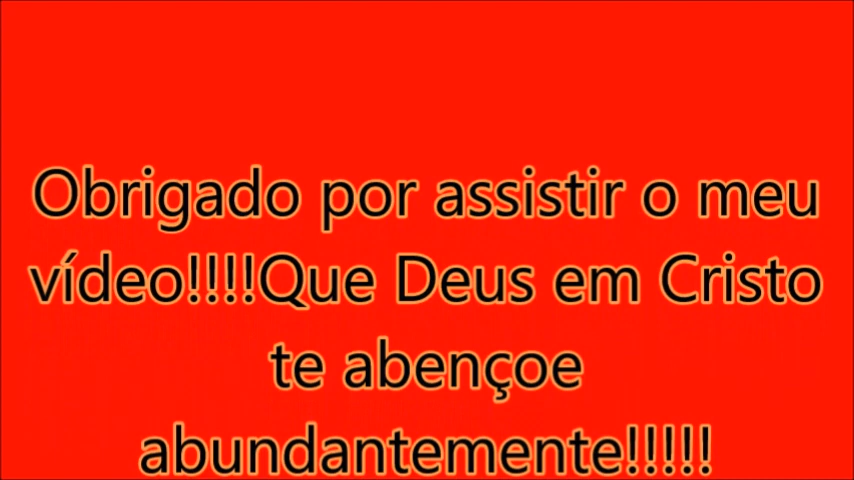 Obrigado por assistir o meu
vídeo!!!!Que Deus em Cristo
te abençoe
abundantemente!!!!!